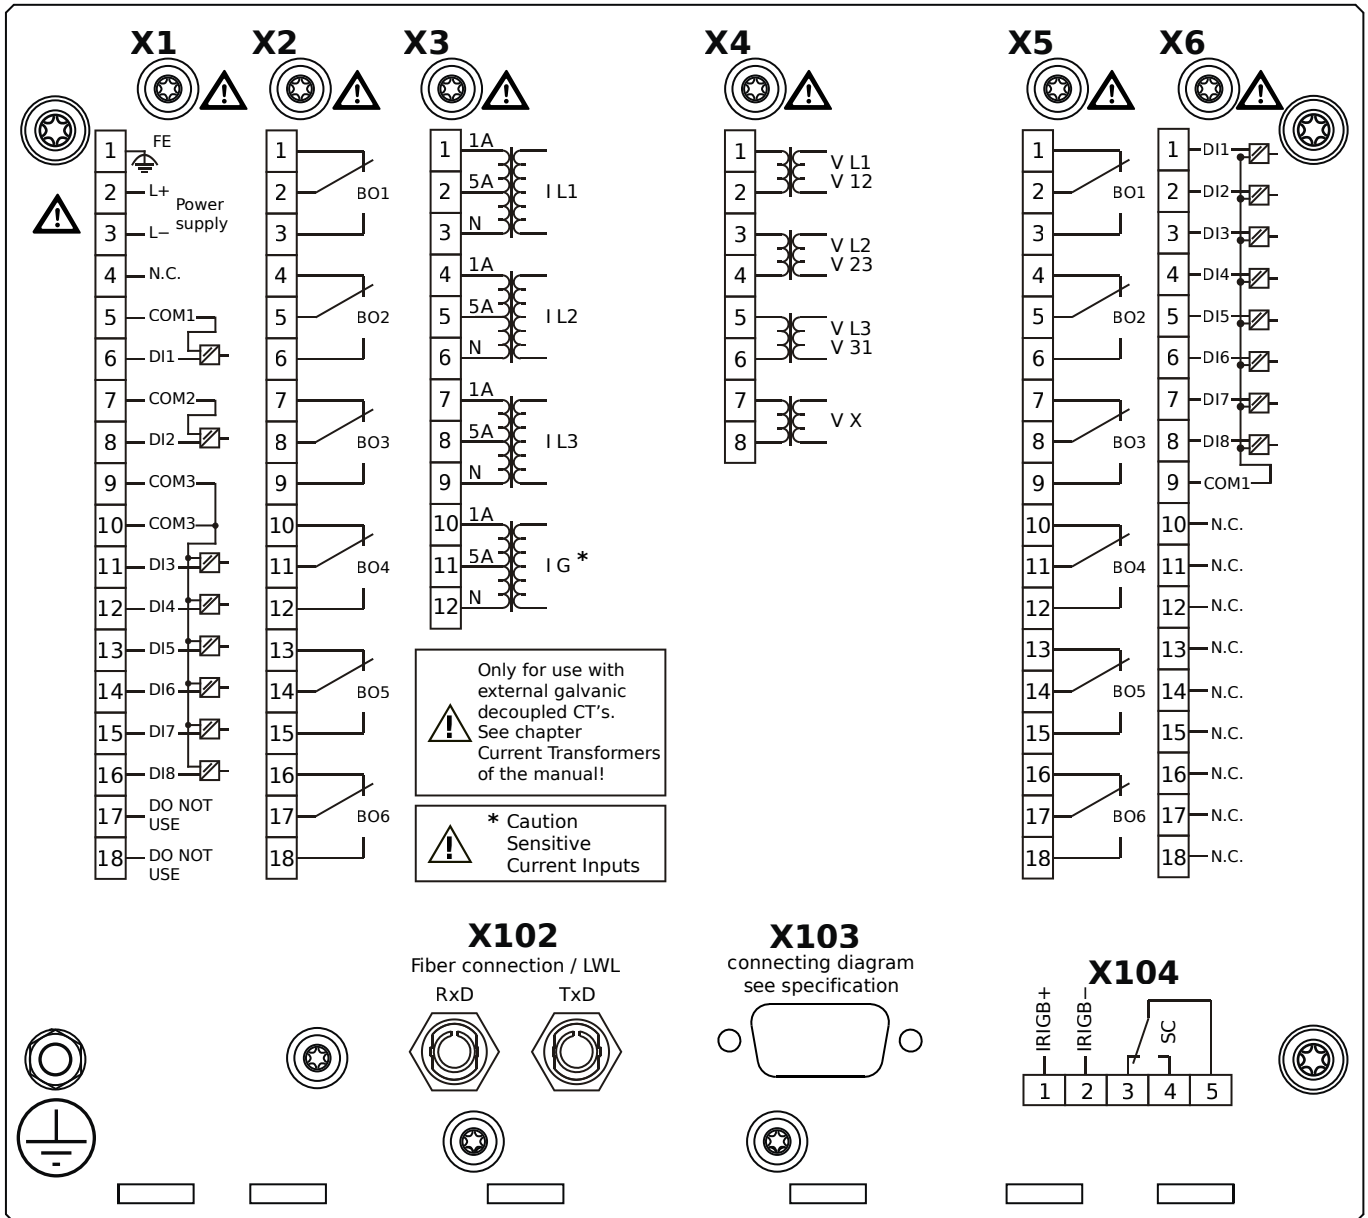 X1 X2 X3 X4 X5 X6
1 FE
2 L+
Power
supply
3 L−
4 N.C.
5 COM1
6 DI1
7 COM2
8 DI2
9 COM3
10 COM3
11 DI3
12 DI4
13 DI5
14 DI6
15 DI7
16 DI8
17 DO NOT
USE
18 DO NOT
USE
1
2 BO1
3
4
5 BO2
6
7
8 BO3
9
10
11 BO4
12
13
14 BO5
15
16
17 BO6
18
1 1A
2 5A I L1
3 N
4 1A
5 5A I L2
6 N
7 1A
8 5A I L3
9 N
10 1A
11 5A I G *
12 N
Only for use with
external galvanic
decoupled CT's.
See chapter
Current Transformers
of the manual!
* Caution
Sensitive
Current Inputs
1 V L1
2 V 12
3 V L2
4 V 23
5 V L3
6 V 31
7 V X
8
1
2 BO1
3
4
5 BO2
6
7
8 BO3
9
10
11 BO4
12
13
14 BO5
15
16
17 BO6
18
1 DI1
2 DI2
3 DI3
4 DI4
5 DI5
6 DI6
7 DI7
8 DI8
9 COM1
10 N.C.
11 N.C.
12 N.C.
13 N.C.
14 N.C.
15 N.C.
16 N.C.
17 N.C.
18 N.C.
X102
Fiber connection / LWL
RxD TxD
X103
connecting diagram
see specification
X104
IRIGB+
IRIGB−
SC
1 2 3 4 5